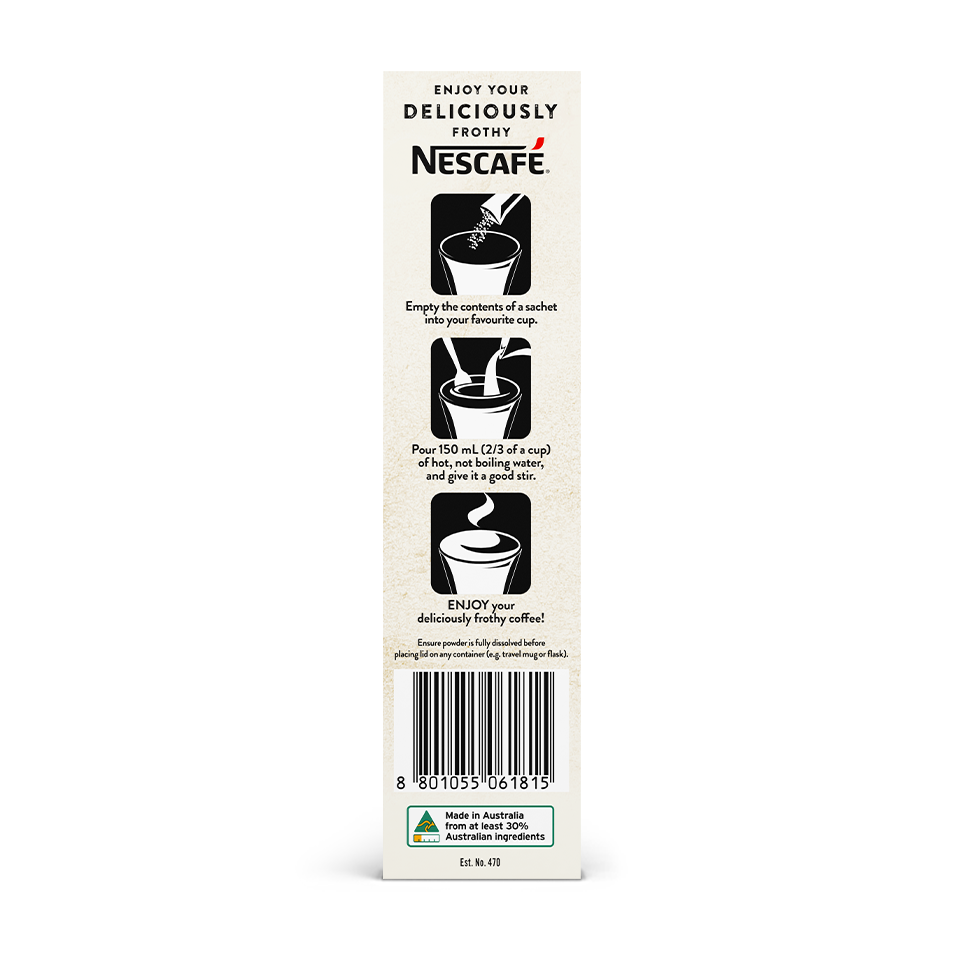 ENJOY YOUR
DELICIOUSLY
FROTHY
NESCAFÉ®
Empty the contents of a sachet
into your favourite cup.
Pour 150 mL (2/3 of a cup)
of hot, not boiling water,
and give it a good stir.
ENJOY your
deliciously frothy coffee!
Ensure powder is fully dissolved before
placing lid on any container (e.g. travel mug or flask).
8 801055 061815
Made in Australia
from at least 30%
Australian ingredients
Est. No. 470